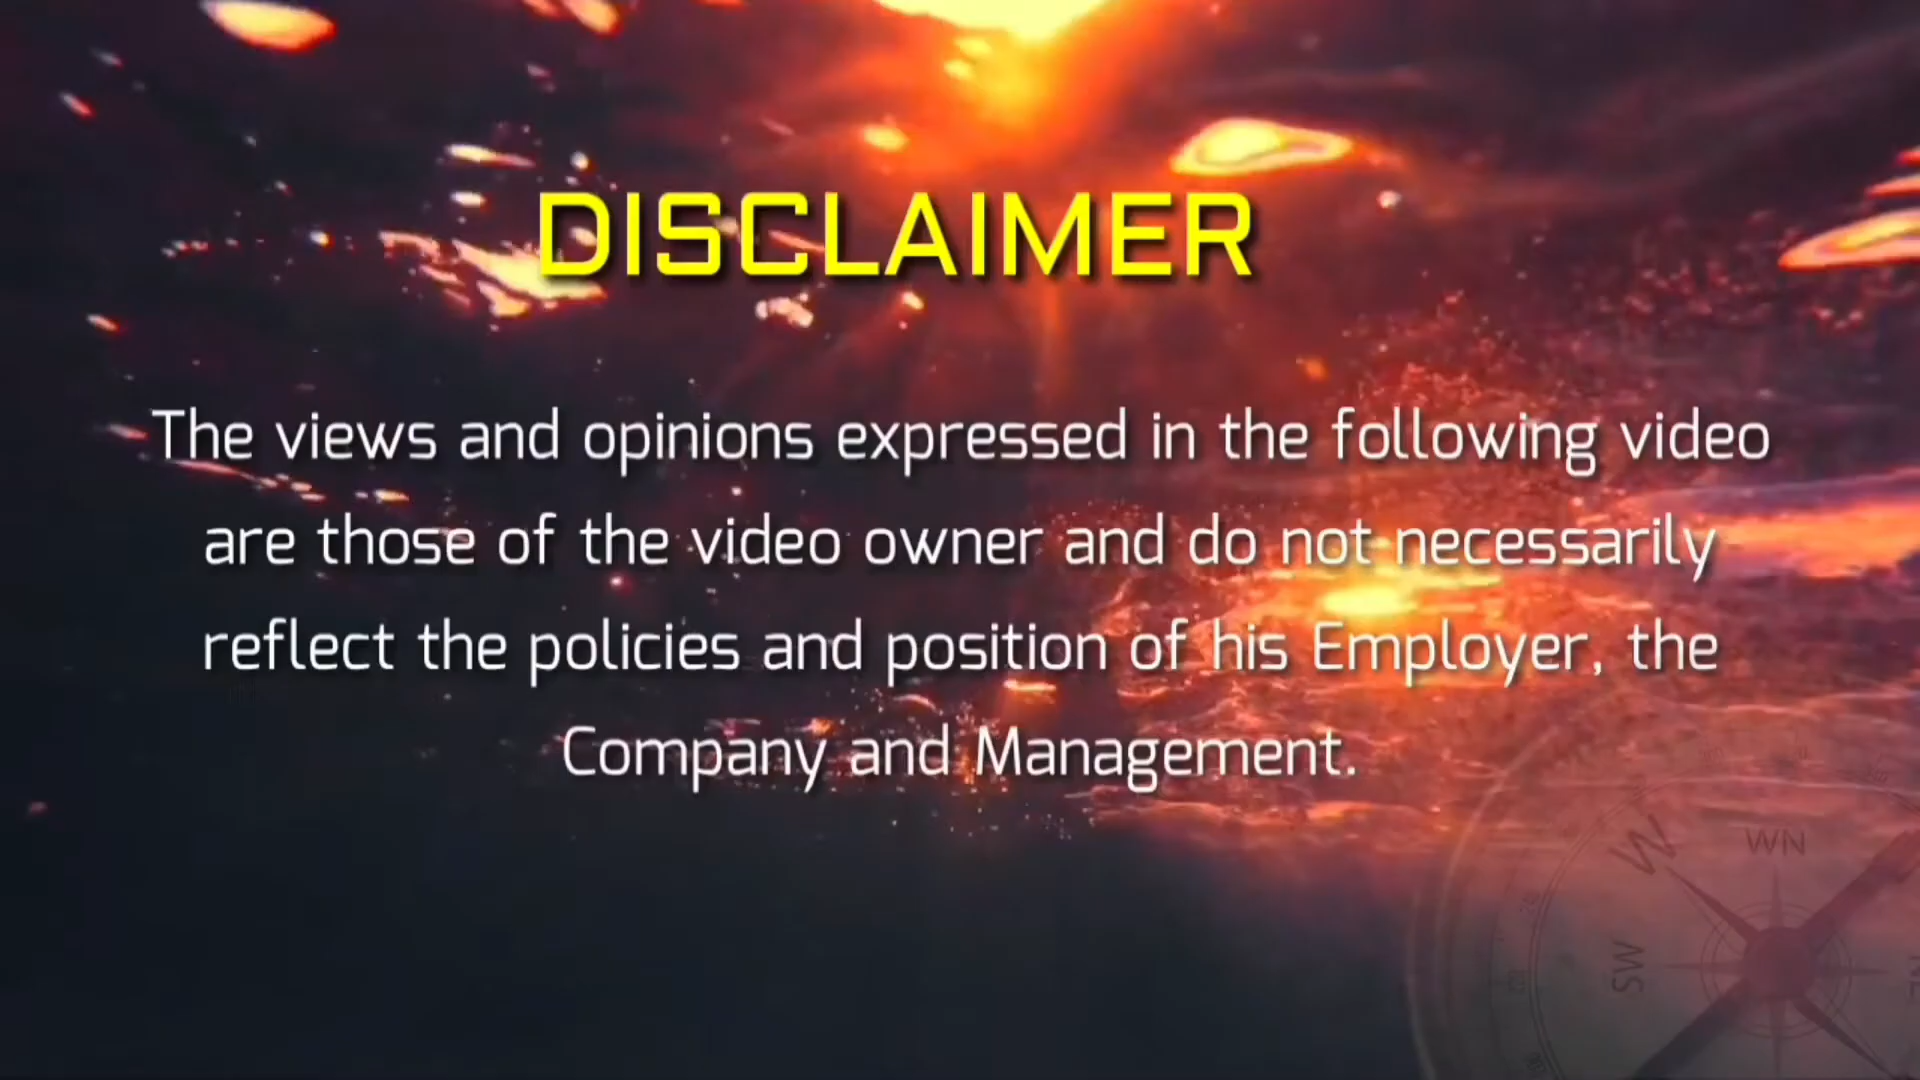 DISCLAIMER
The views and opinions expressed in the following video
are those of the video owner and do not necessarily
reflect the policies and position of his Employer, the
Company and Management.
W
WN
SW